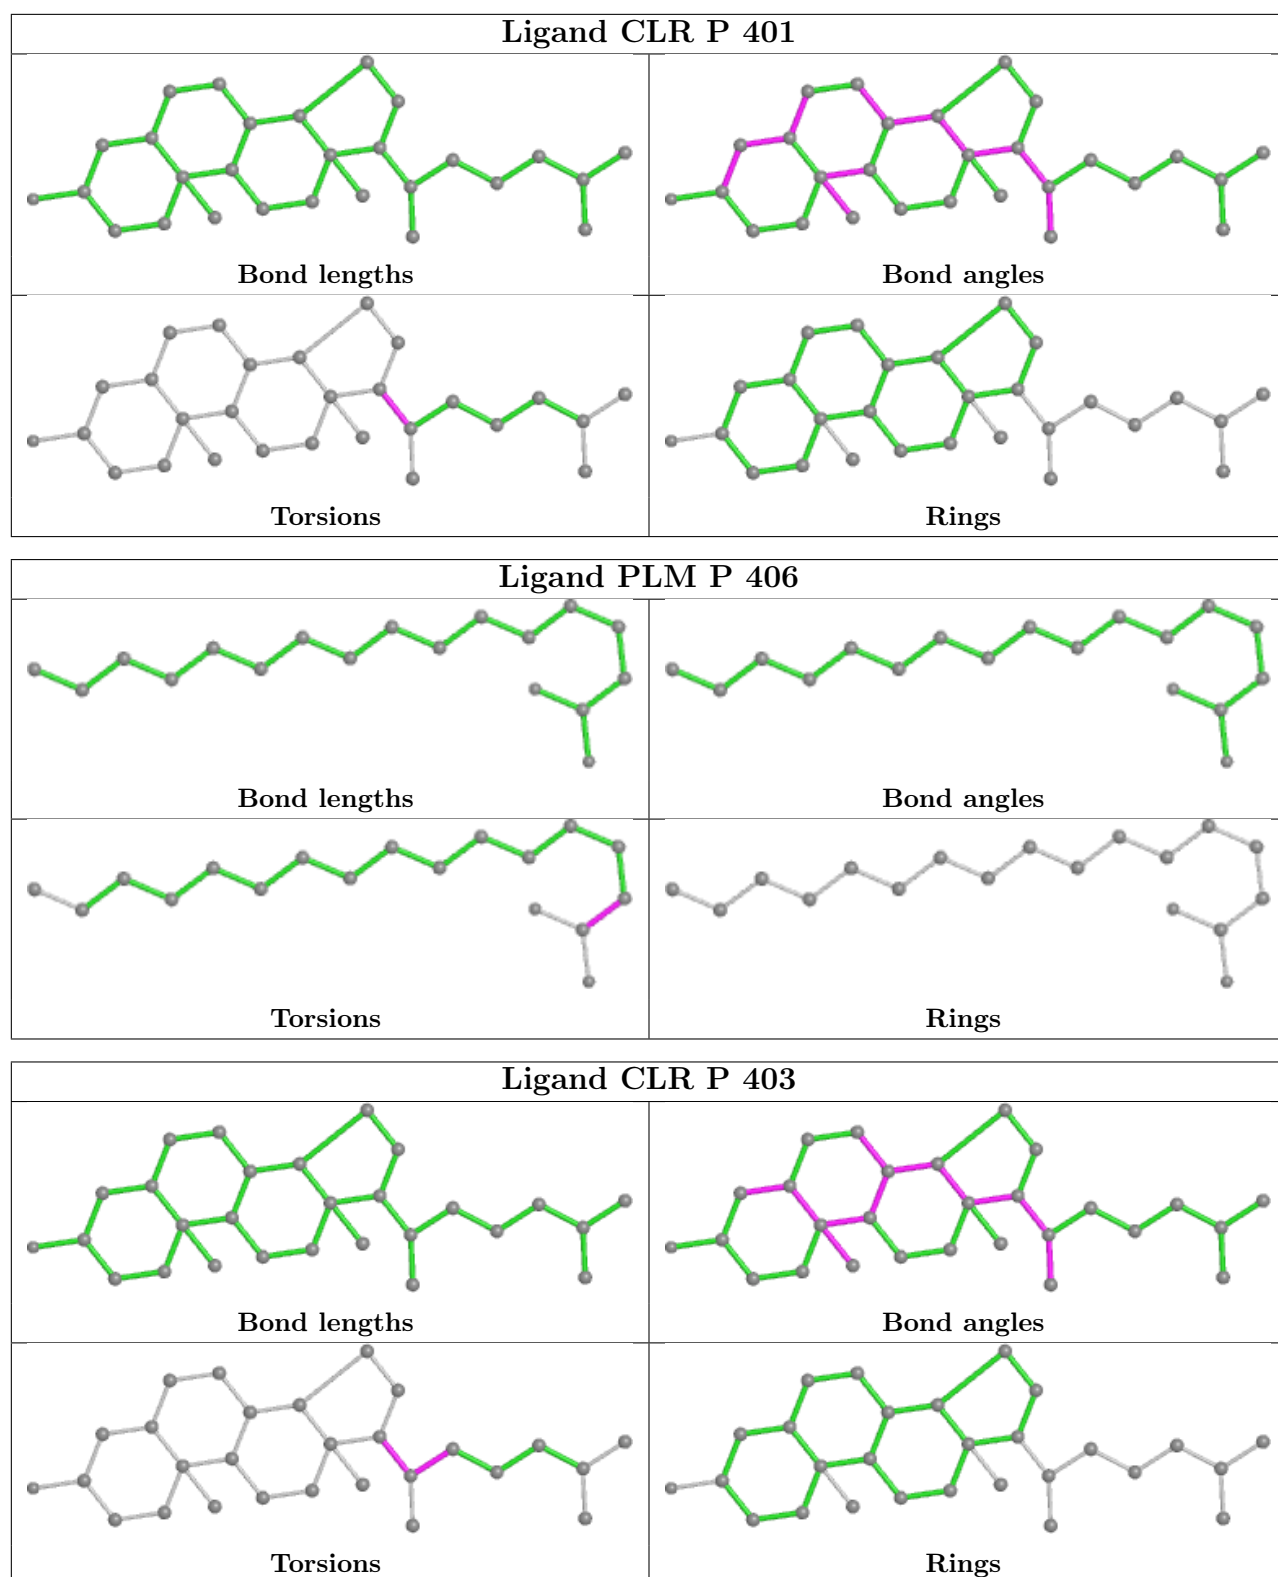 Ligand CLR P 401
Bond lengths
Bond angles
Torsions
Rings
Ligand PLM P 406
Bond lengths
Bond angles
Torsions
Rings
Ligand CLR P 403
Bond lengths
Bond angles
Torsions
Rings